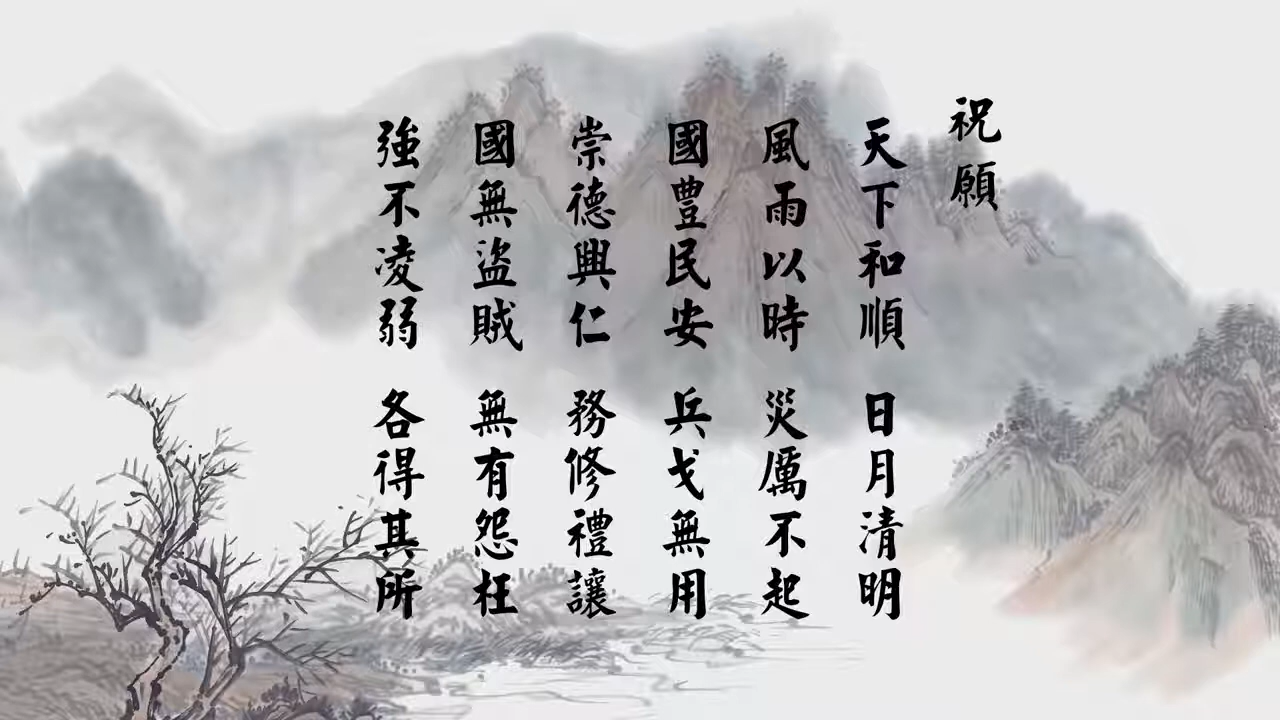 祝願
天下和順 日月清明
風雨以時 災厲不起
國豐民安 兵戈無用
崇德興仁 務修禮讓
國無盜賊 無有怨枉
強不凌弱 各得其所